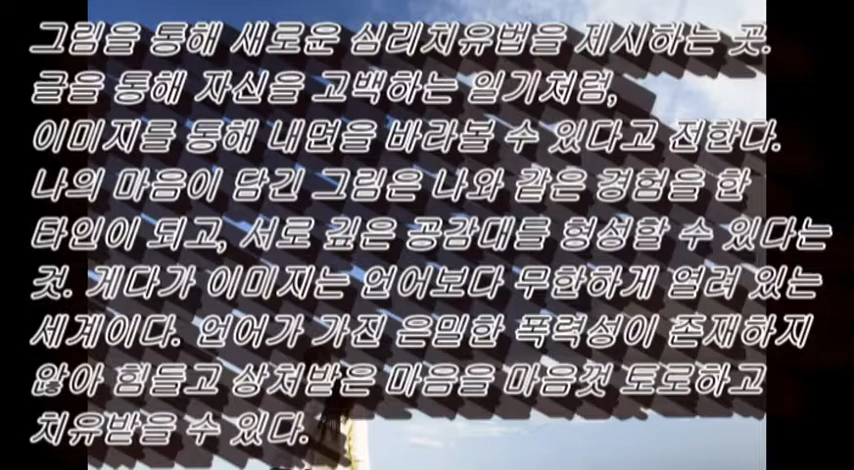 그림을 통해 새로운 심리치유법을 제시하는 곳.
글을 통해 자신을 고백하는 일기처럼,
이미지를 통해 내면을 바라볼 수 있다고 전한다.
나의 마음이 담긴 그림은 나와 같은 경험을 한
타인이 되고, 서로 깊은 공감대를 형성할 수 있다는
것. 게다가 이미지는 언어보다 무한하게 열려 있는
세계이다. 언어가 가진 은밀한 폭력성이 존재하지
않아 힘들고 상처받은 마음을 마음껏 토로하고
치유받을 수 있다.